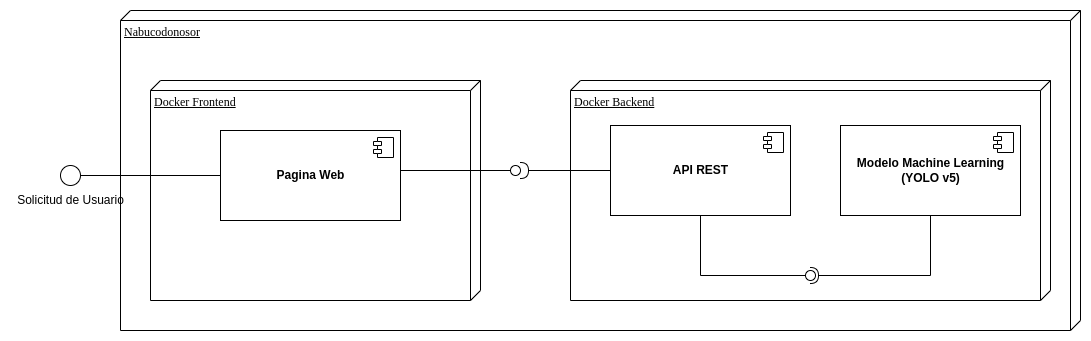 Nabucodonosor
Docker Frontend
Docker Backend
Pagina Web
API REST
Modelo Machine Learning
(YOLO v5)
Solicitud de Usuario